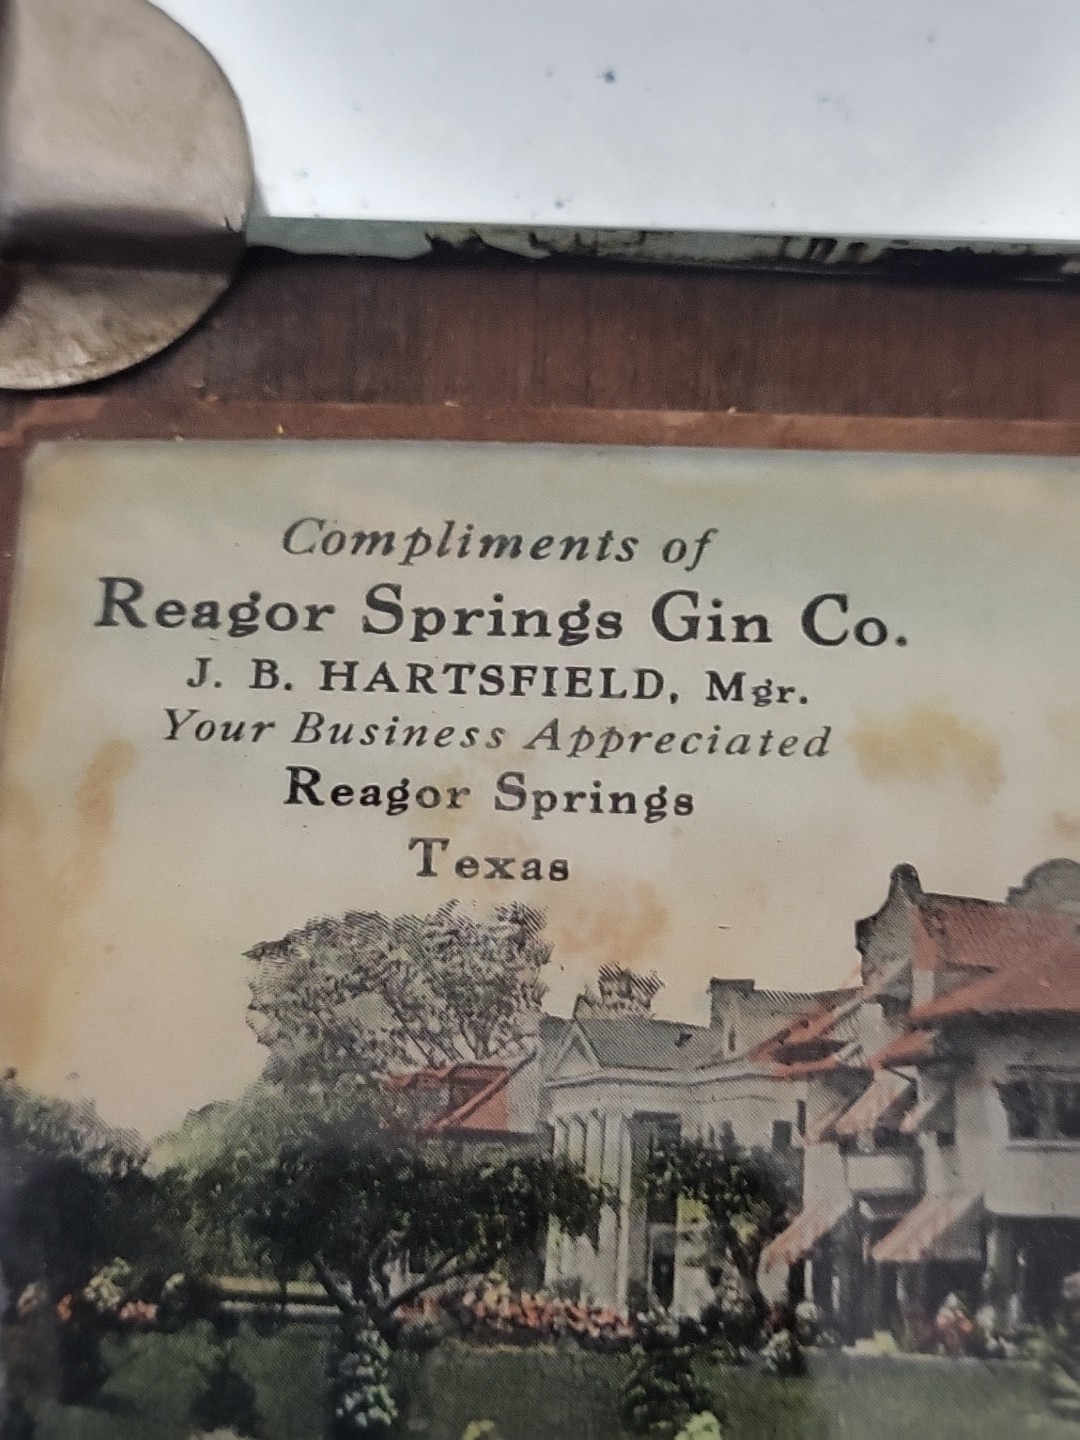 Compliments of
Reagor Springs Gin Co.
J. B. HARTSFIELD, Mgr.
Your Business Appreciated
Reagor Springs
Texas